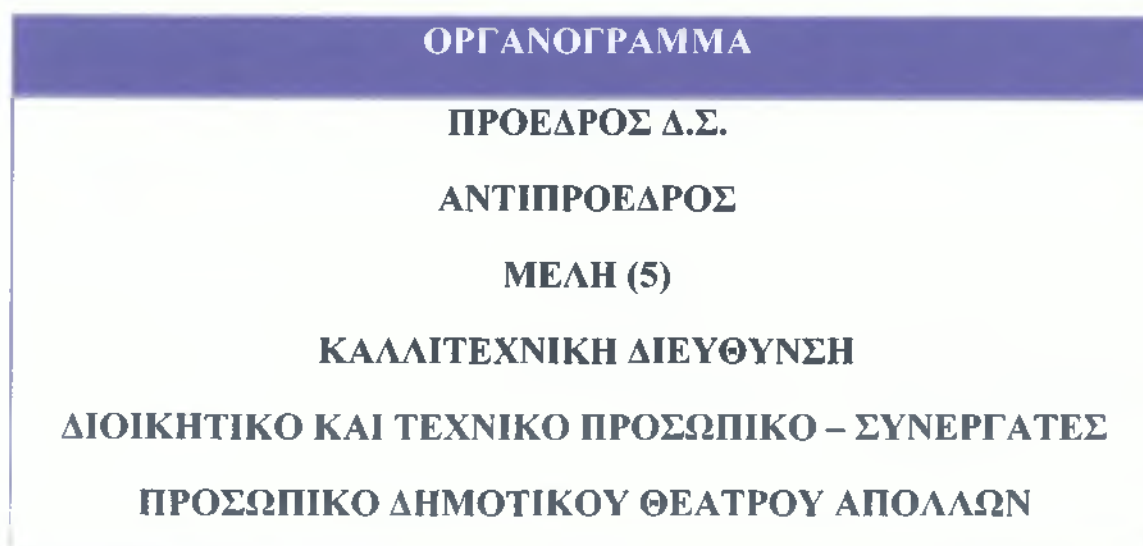 ΟΡΓΑΝΟΓΡΑΜΜΑ
ΠΡΟΕΔΡΟΣ Δ.Σ.
ΑΝΤΙΠΡΟΕΔΡΟΣ
ΜΕΛΗ (5)
ΚΑΛΛΙΤΕΧΝΙΚΗ ΔΙΕΥΘΥΝΣΗ
ΔΙΟΙΚΗΤΙΚΟ ΚΑΙ ΤΕΧΝΙΚΟ ΠΡΟΣΩΠΙΚΟ – ΣΥΝΕΡΓΑΤΕΣ
ΠΡΟΣΩΠΙΚΟ ΔΗΜΟΤΙΚΟΥ ΘΕΑΤΡΟΥ ΑΠΟΛΛΩΝ